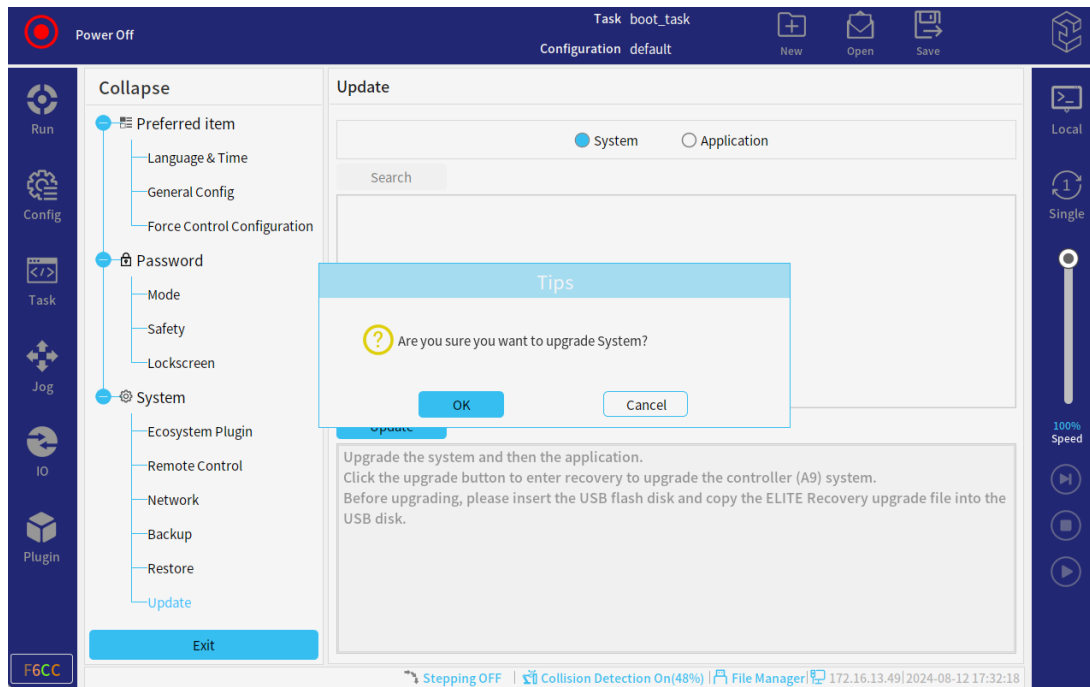 Power Off
Task boot_task
Configuration default
New
Open
Save
Run
Config
Task
Jog
IO
Plugin
F6CC
Collapse
Preferred item
Language & Time
General Config
Force Control Configuration
Password
Mode
Safety
Lockscreen
System
Ecosystem Plugin
Remote Control
Network
Backup
Restore
Update
Exit
Update
System
Application
Search
Tips
Are you sure you want to upgrade System?
OK
Cancel
Update
Upgrade the system and then the application.
Click the upgrade button to enter recovery to upgrade the controller (A9) system.
Before upgrading, please insert the USB flash disk and copy the ELITE Recovery upgrade file into the
USB disk.
Local
1
Single
100%
Speed
Stepping OFF | Collision Detection On(48%) | File Manager | 172.16.13.49 | 2024-08-12 17:32:18